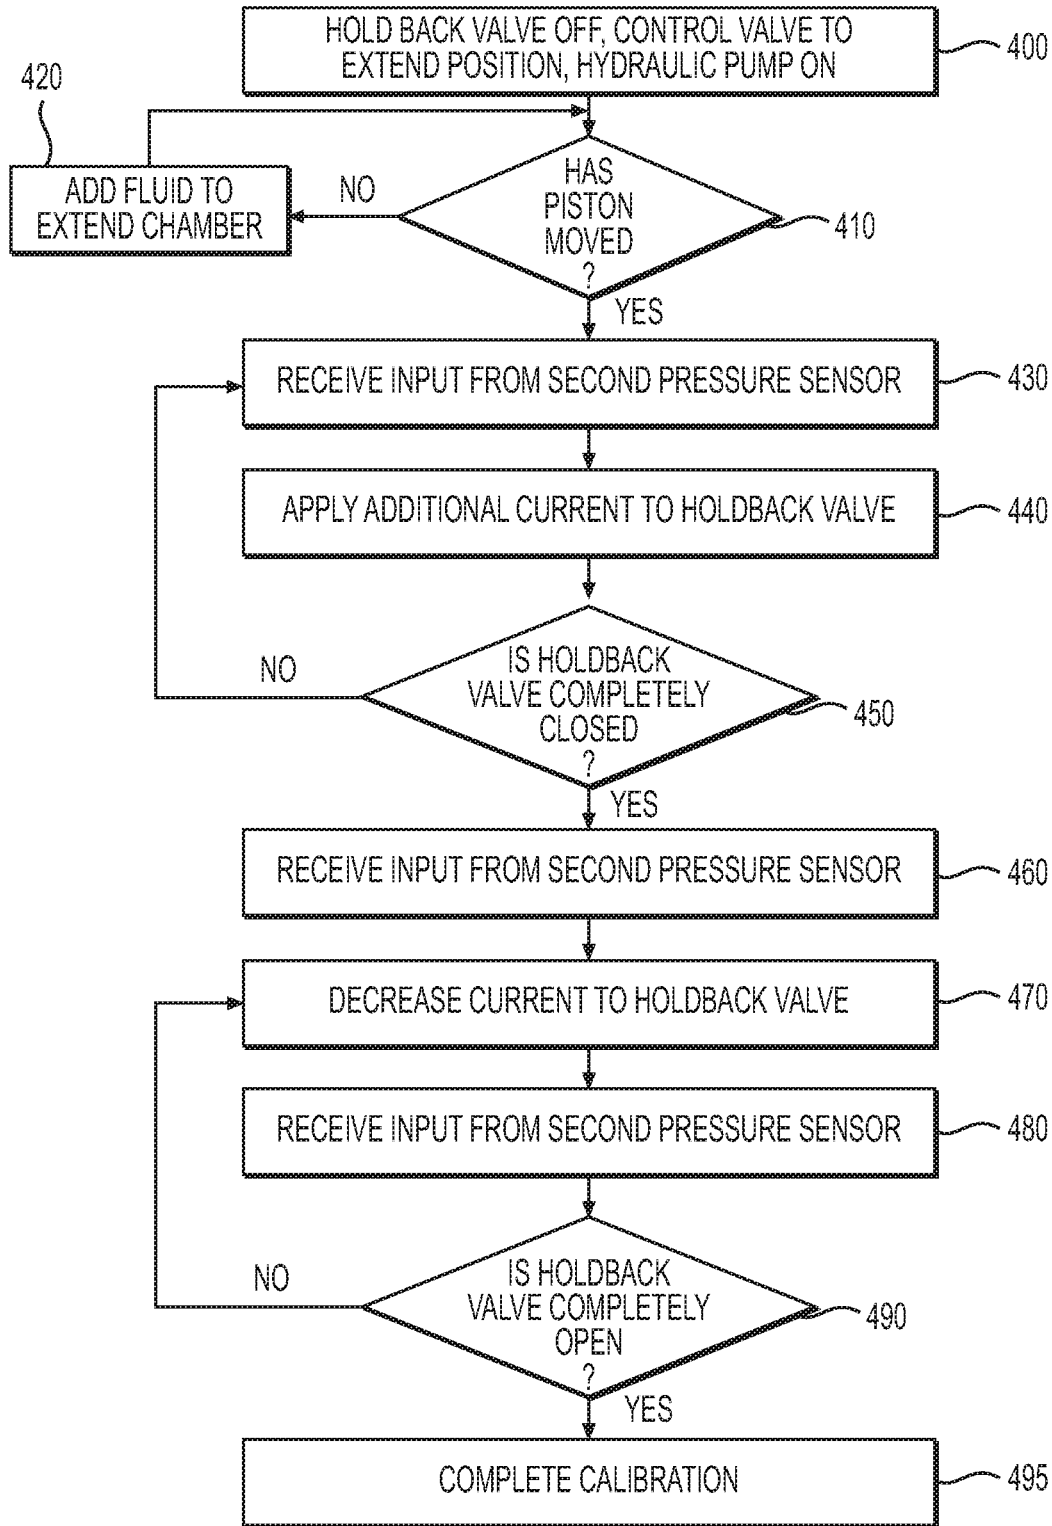 HOLD BACK VALVE OFF, CONTROL VALVE TO
EXTEND POSITION, HYDRAULIC PUMP ON
400
420
ADD FLUID TO
EXTEND CHAMBER
NO
HAS
PISTON
MOVED
?
410
YES
RECEIVE INPUT FROM SECOND PRESSURE SENSOR
430
APPLY ADDITIONAL CURRENT TO HOLDBACK VALVE
440
NO
IS HOLDBACK
VALVE COMPLETELY
CLOSED
?
450
YES
RECEIVE INPUT FROM SECOND PRESSURE SENSOR
460
DECREASE CURRENT TO HOLDBACK VALVE
470
RECEIVE INPUT FROM SECOND PRESSURE SENSOR
480
NO
IS HOLDBACK
VALVE COMPLETELY
OPEN
?
490
YES
COMPLETE CALIBRATION
495